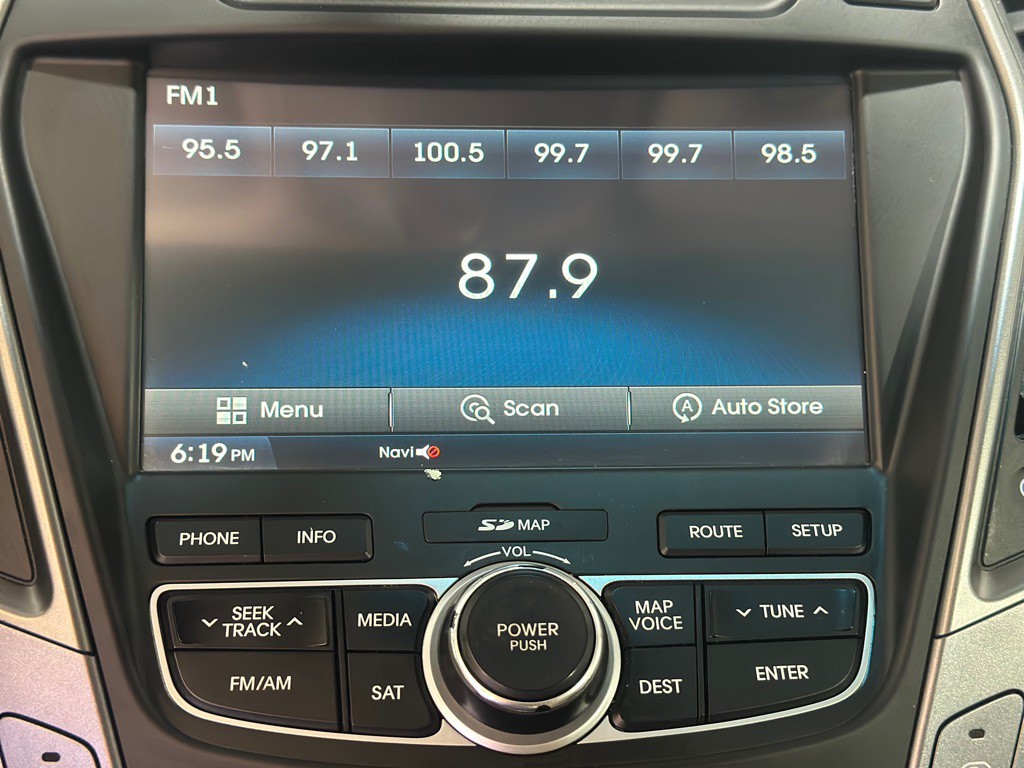 FM1
95.5 97.1 100.5 99.7 99.7 98.5
87.9
Menu Scan Auto Store
6:19 PM Navi
PHONE INFO SD MAP ROUTE SETUP
VOL
SEEK TRACK MEDIA POWER PUSH MAP VOICE TUNE
FM/AM SAT DEST ENTER